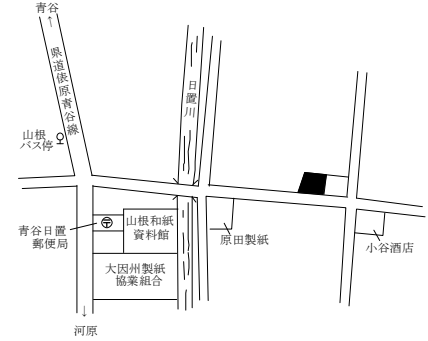 青谷
↑
県道俵原青谷線
日置川
山根
バス停
山根和紙
資料館
青谷日置
郵便局
〒
原田製紙
小谷酒店
大因州製紙
協業組合
↓
河原